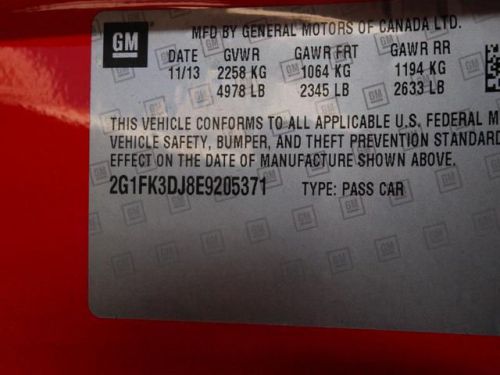 MFD BY GENERAL MOTORS OF CANADA LTD.
GM
DATE GVWR GAWR FRT GAWR RR
11/13 2258 KG 1064 KG 1194 KG
4978 LB 2345 LB 2633 LB
THIS VEHICLE CONFORMS TO ALL APPLICABLE U.S. FEDERAL M
VEHICLE SAFETY, BUMPER, AND THEFT PREVENTION STANDARD
EFFECT ON THE DATE OF MANUFACTURE SHOWN ABOVE.
2G1FK3DJ8E9205371 TYPE: PASS CAR